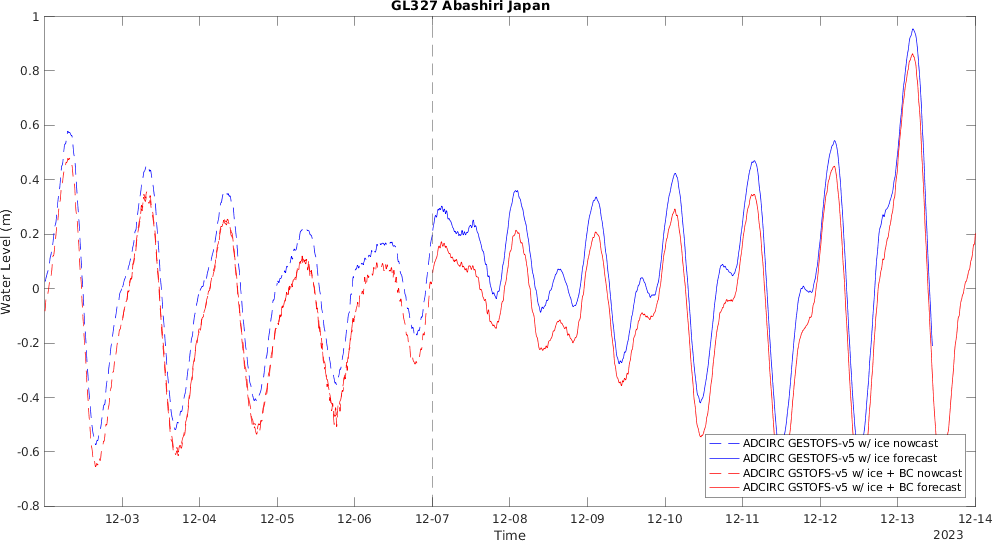 GL327 Abashiri Japan
Water Level (m)
1
0.8
0.6
0.4
0.2
0
-0.2
-0.4
-0.6
-0.8
ADCIRC GESTOFS-v5 w/ ice nowcast
ADCIRC GESTOFS-v5 w/ ice forecast
ADCIRC GSTOFS-v5 w/ ice + BC nowcast
ADCIRC GSTOFS-v5 w/ ice + BC forecast
12-03 12-04 12-05 12-06 12-07 12-08 12-09 12-10 12-11 12-12 12-13 12-14
Time
2023